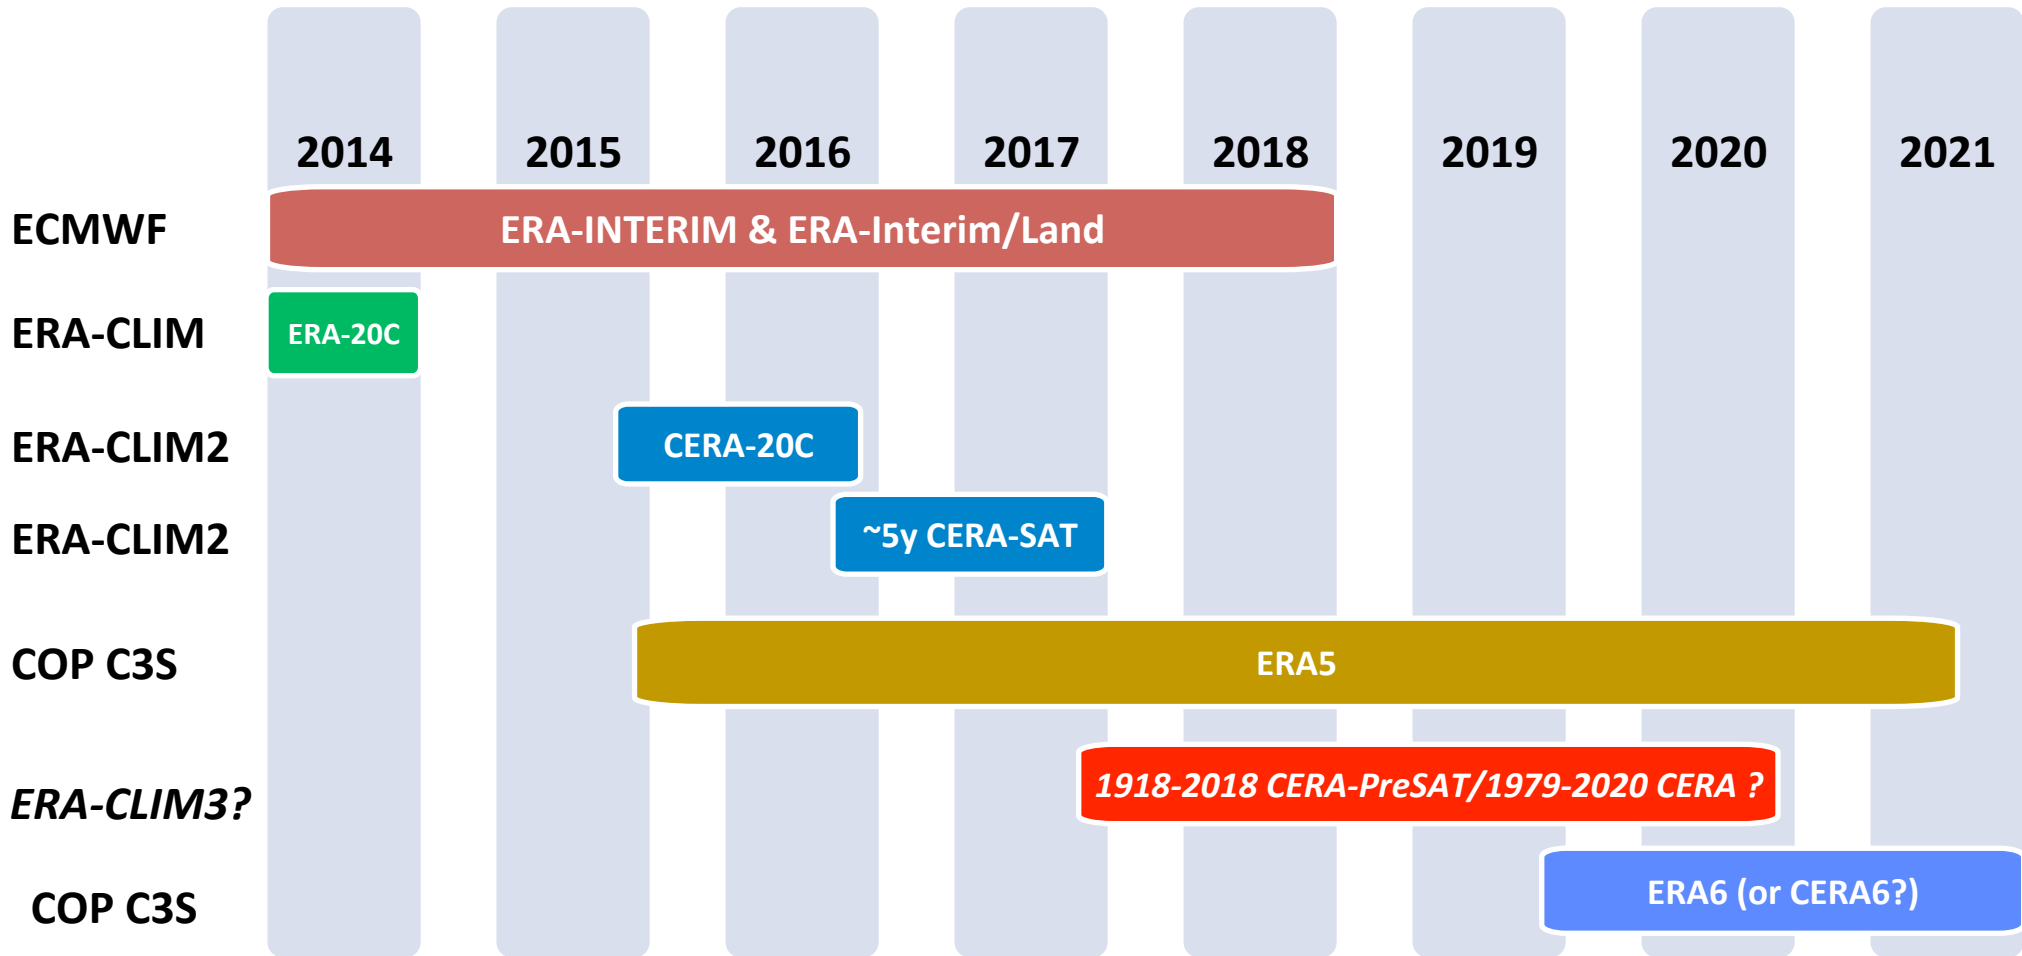 2014 2015 2016 2017 2018 2019 2020 2021
ECMWF ERA-INTERIM & ERA-Interim/Land
ERA-CLIM ERA-20C
ERA-CLIM2 CERA-20C
ERA-CLIM2 ~5y CERA-SAT
COP C3S ERA5
ERA-CLIM3? 1918-2018 CERA-PreSAT/1979-2020 CERA ?
COP C3S ERA6 (or CERA6?)